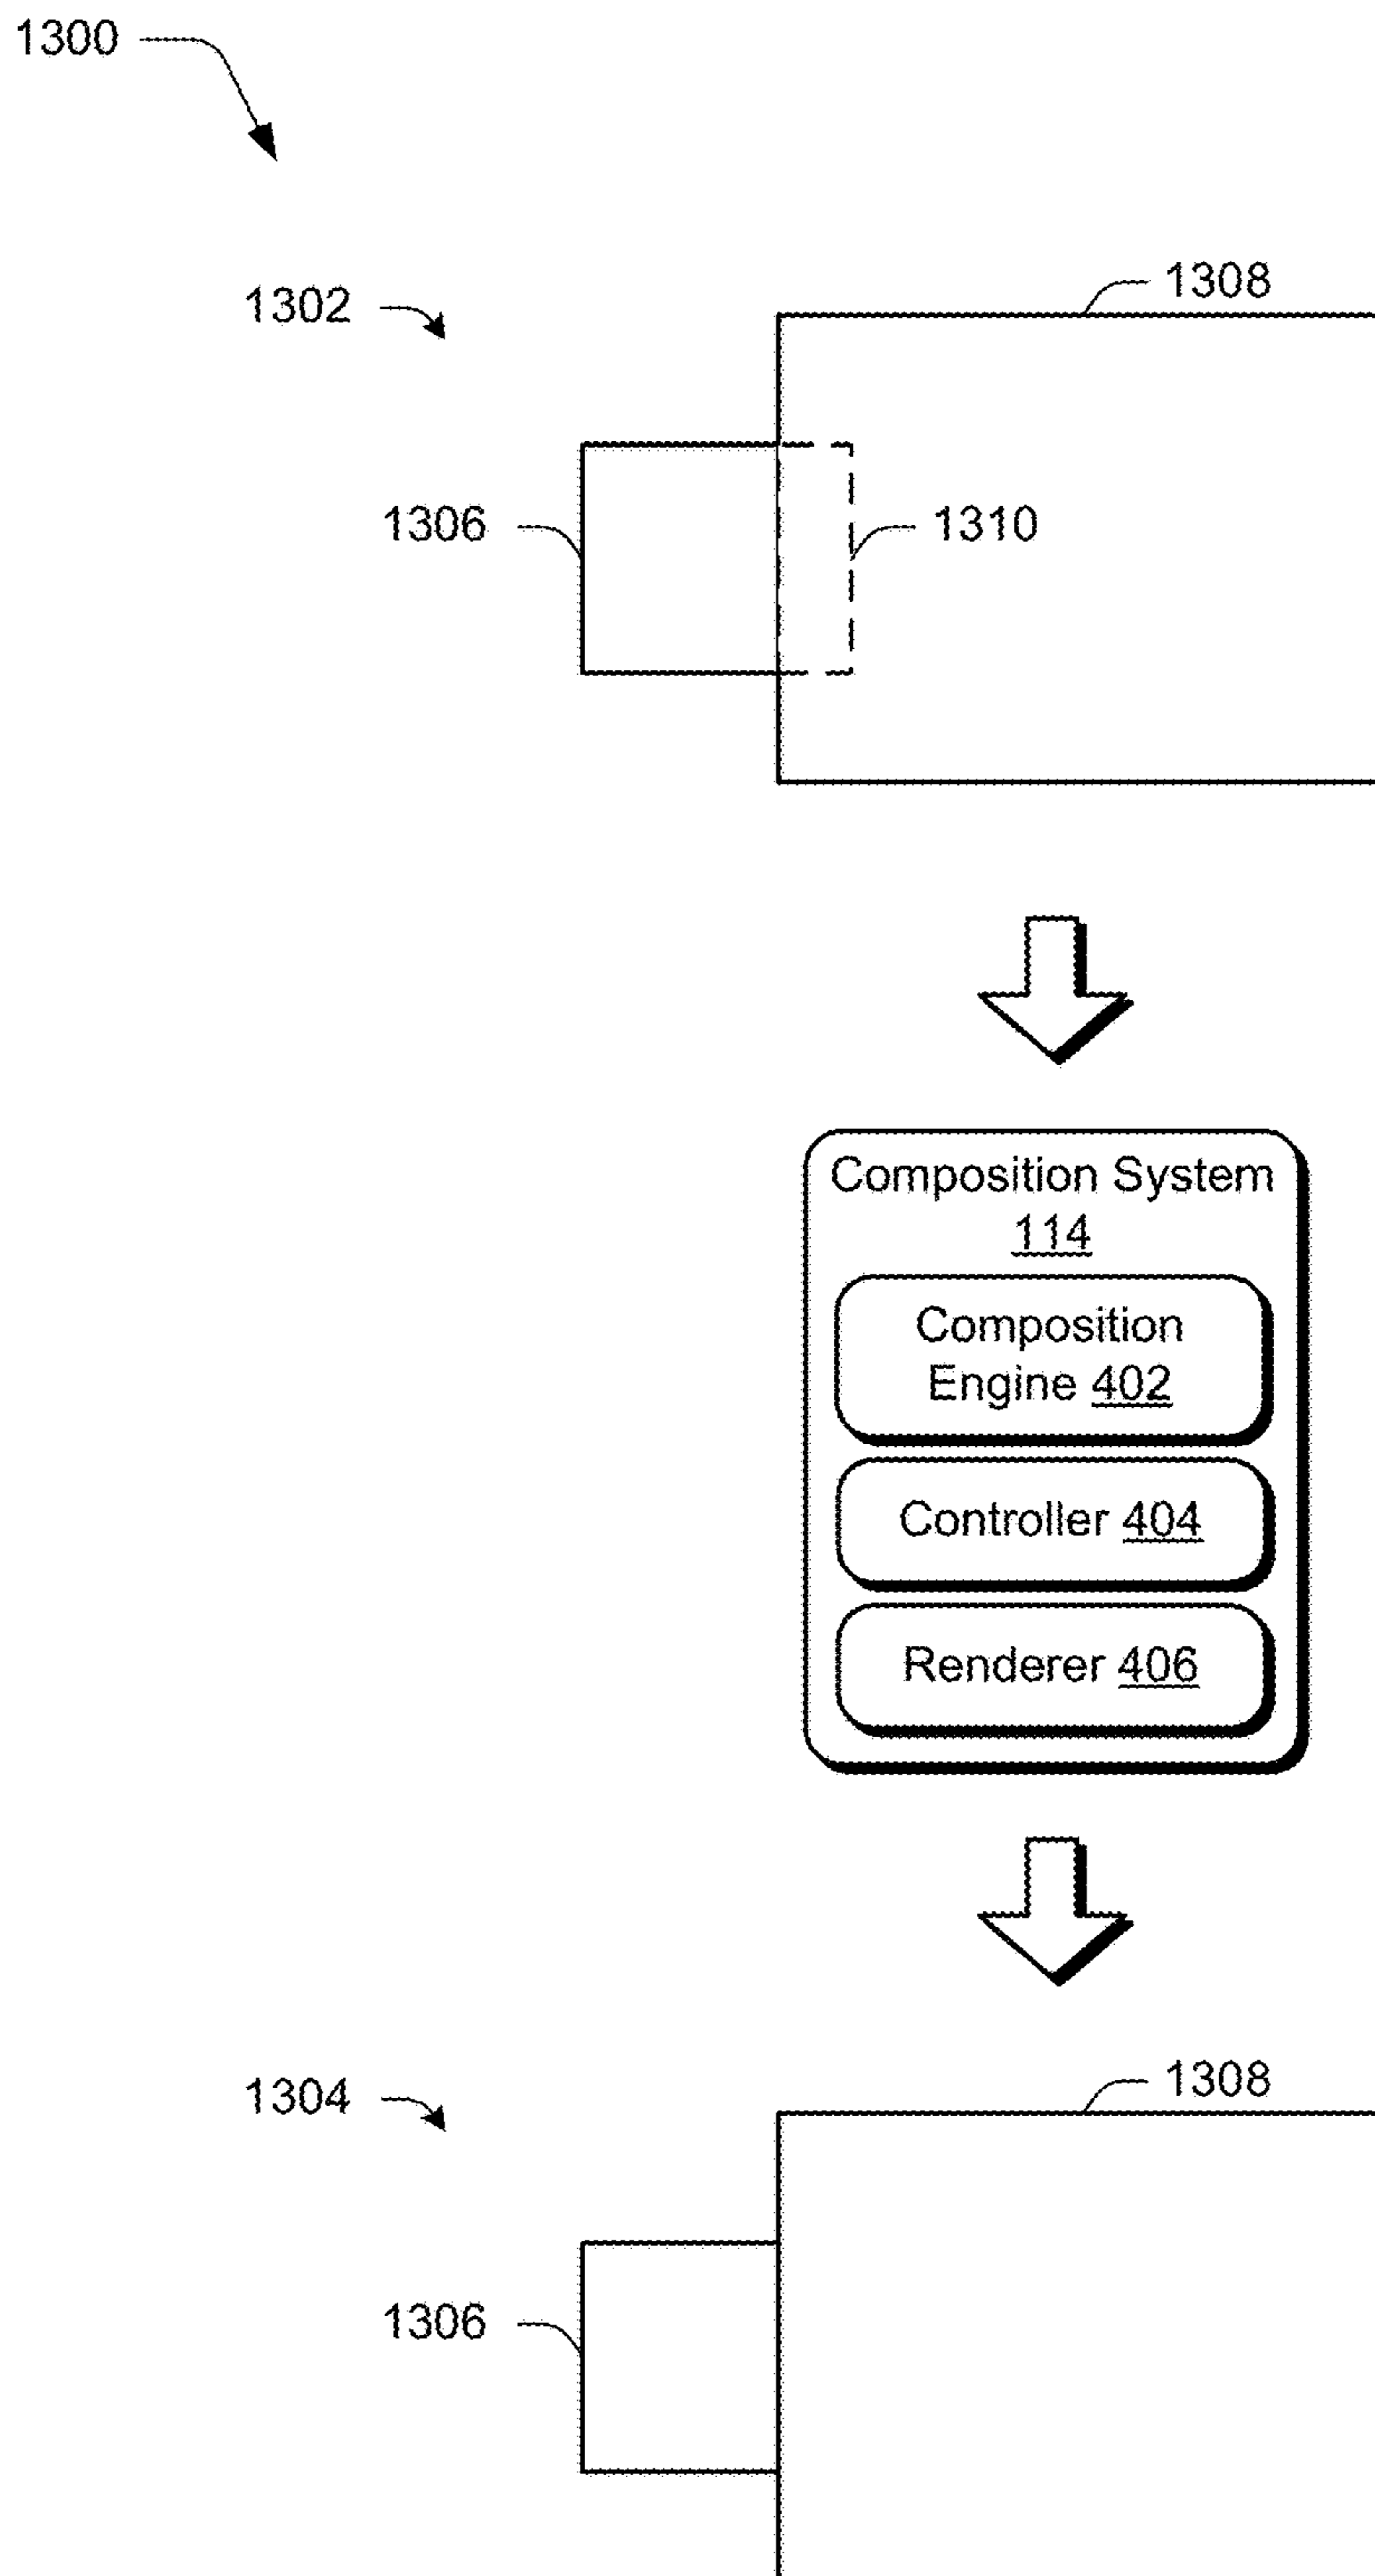 1300
1302
1308
1306
1310
Composition System
114
Composition
Engine 402
Controller 404
Renderer 406
1304
1308
1306